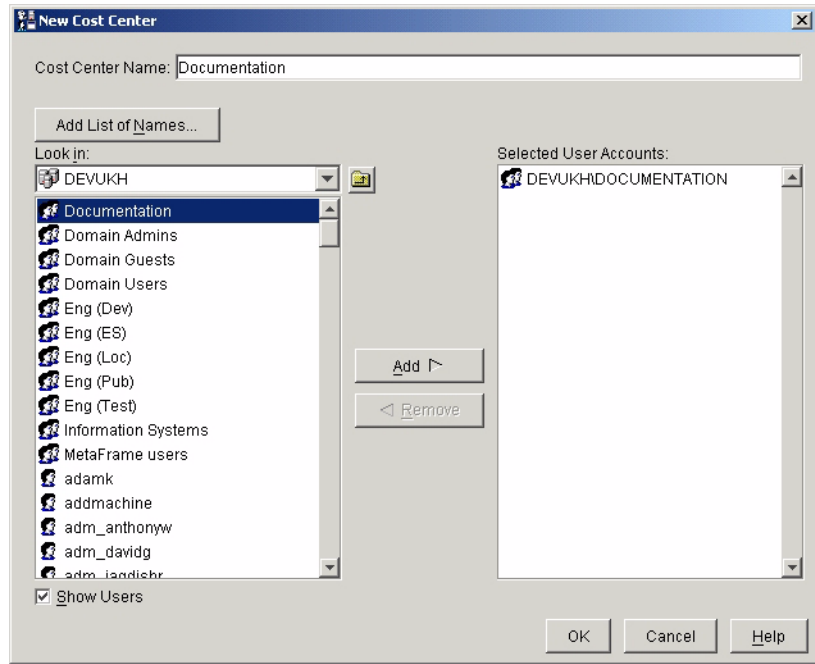 New Cost Center
Cost Center Name: Documentation
Add List of Names...
Look in:
DEVUKH
Documentation
Domain Admins
Domain Guests
Domain Users
Eng (Dev)
Eng (ES)
Eng (Loc)
Eng (Pub)
Eng (Test)
Information Systems
MetaFrame users
adamk
addmachine
adm_anthonyw
adm_davidg
adm_jagdishr
Show Users
Add
Remove
Selected User Accounts:
DEVUKH\DOCUMENTATION
OK Cancel Help